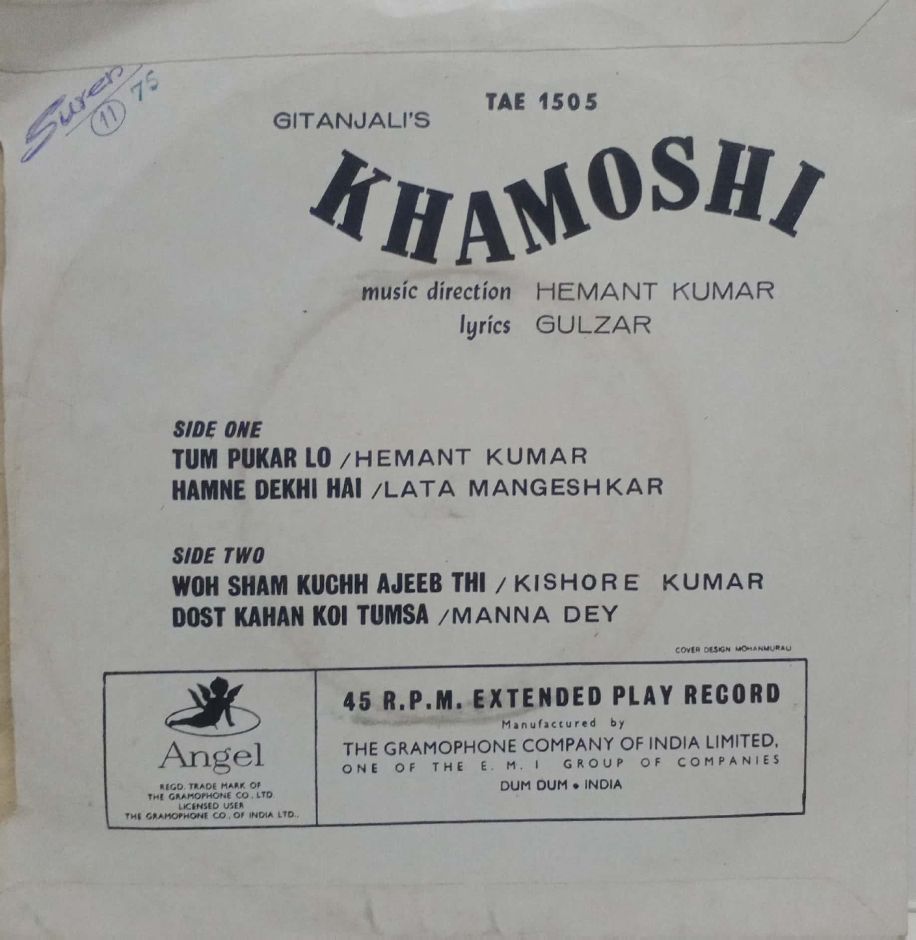 Suren
11 75
TAE 1505
GITANJALI'S
KHAMOSHI
music direction HEMANT KUMAR
lyrics GULZAR
SIDE ONE
TUM PUKAR LO /HEMANT KUMAR
HAMNE DEKHI HAI /LATA MANGESHKAR
SIDE TWO
WOH SHAM KUCHH AJEEB THI / KISHORE KUMAR
DOST KAHAN KOI TUMSA /MANNA DEY
COVER DESIGN MOHANMURALI
Angel
REGD. TRADE MARK OF
THE GRAMOPHONE CO. LTD.
LICENSED USER
THE GRAMOPHONE CO., OF INDIA LTD.,
45 R.P.M. EXTENDED PLAY RECORD
Manufactured by
THE GRAMOPHONE COMPANY OF INDIA LIMITED,
ONE OF THE E. M. I GROUP OF COMPANIES
DUM DUM • INDIA